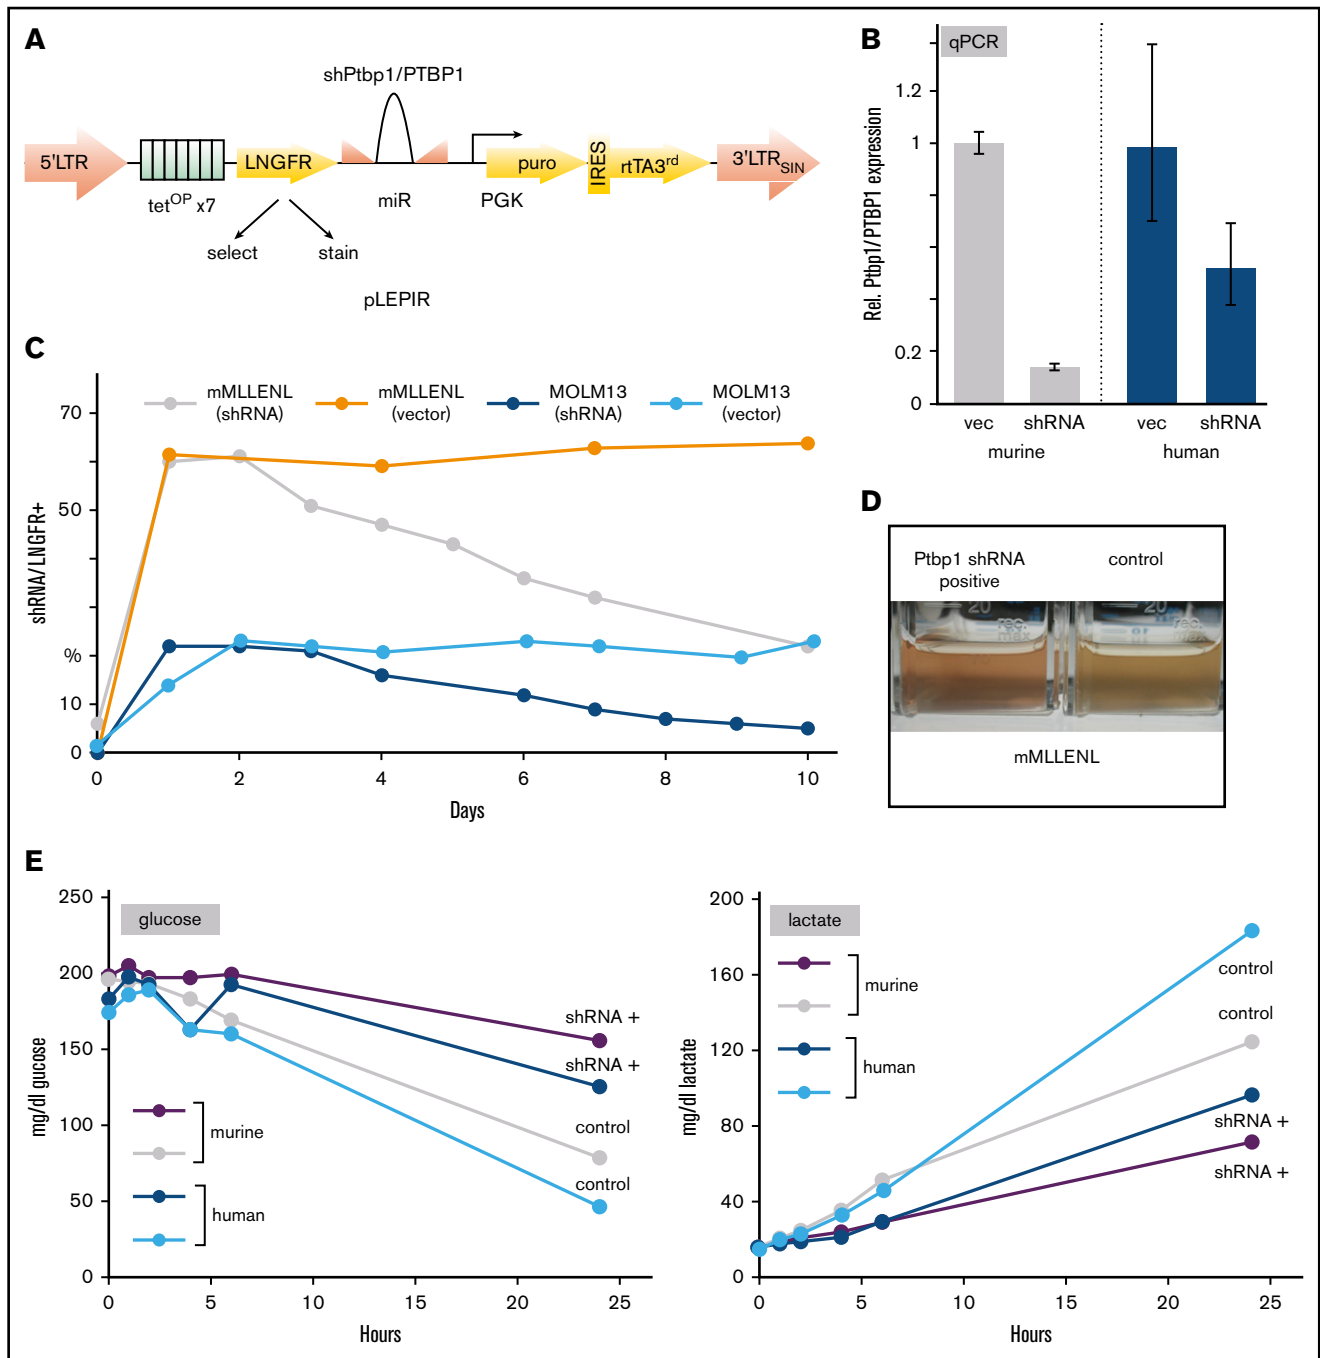 A
shPtbp1/PTBP1
5'LTR
LNGFR
puro
IRES
rtTA3rd
3'LTRSIN
tetOP x7
miR
PGK
select
stain
pLEPIR
B
qPCR
Rel. Ptbp1/PTBP1 expression
1.2
1
0.2
0
vec
shRNA
vec
shRNA
murine
human
C
mMLLENL
(shRNA)
mMLLENL
(vector)
MOLM13
(shRNA)
MOLM13
(vector)
shRNA/LNGFR+
70
50
%
10
0
0
2
4
6
8
10
Days
D
Ptbp1 shRNA
positive
control
20
rec.
max
20
mMLLENL
E
glucose
mg/dl gucose
250
200
150
100
50
0
shRNA +
shRNA +
control
control
murine
human
0
5
10
15
20
25
Hours
lactate
mg/dl lactate
200
160
120
80
40
0
murine
human
control
control
shRNA +
shRNA +
0
5
10
15
20
25
Hours